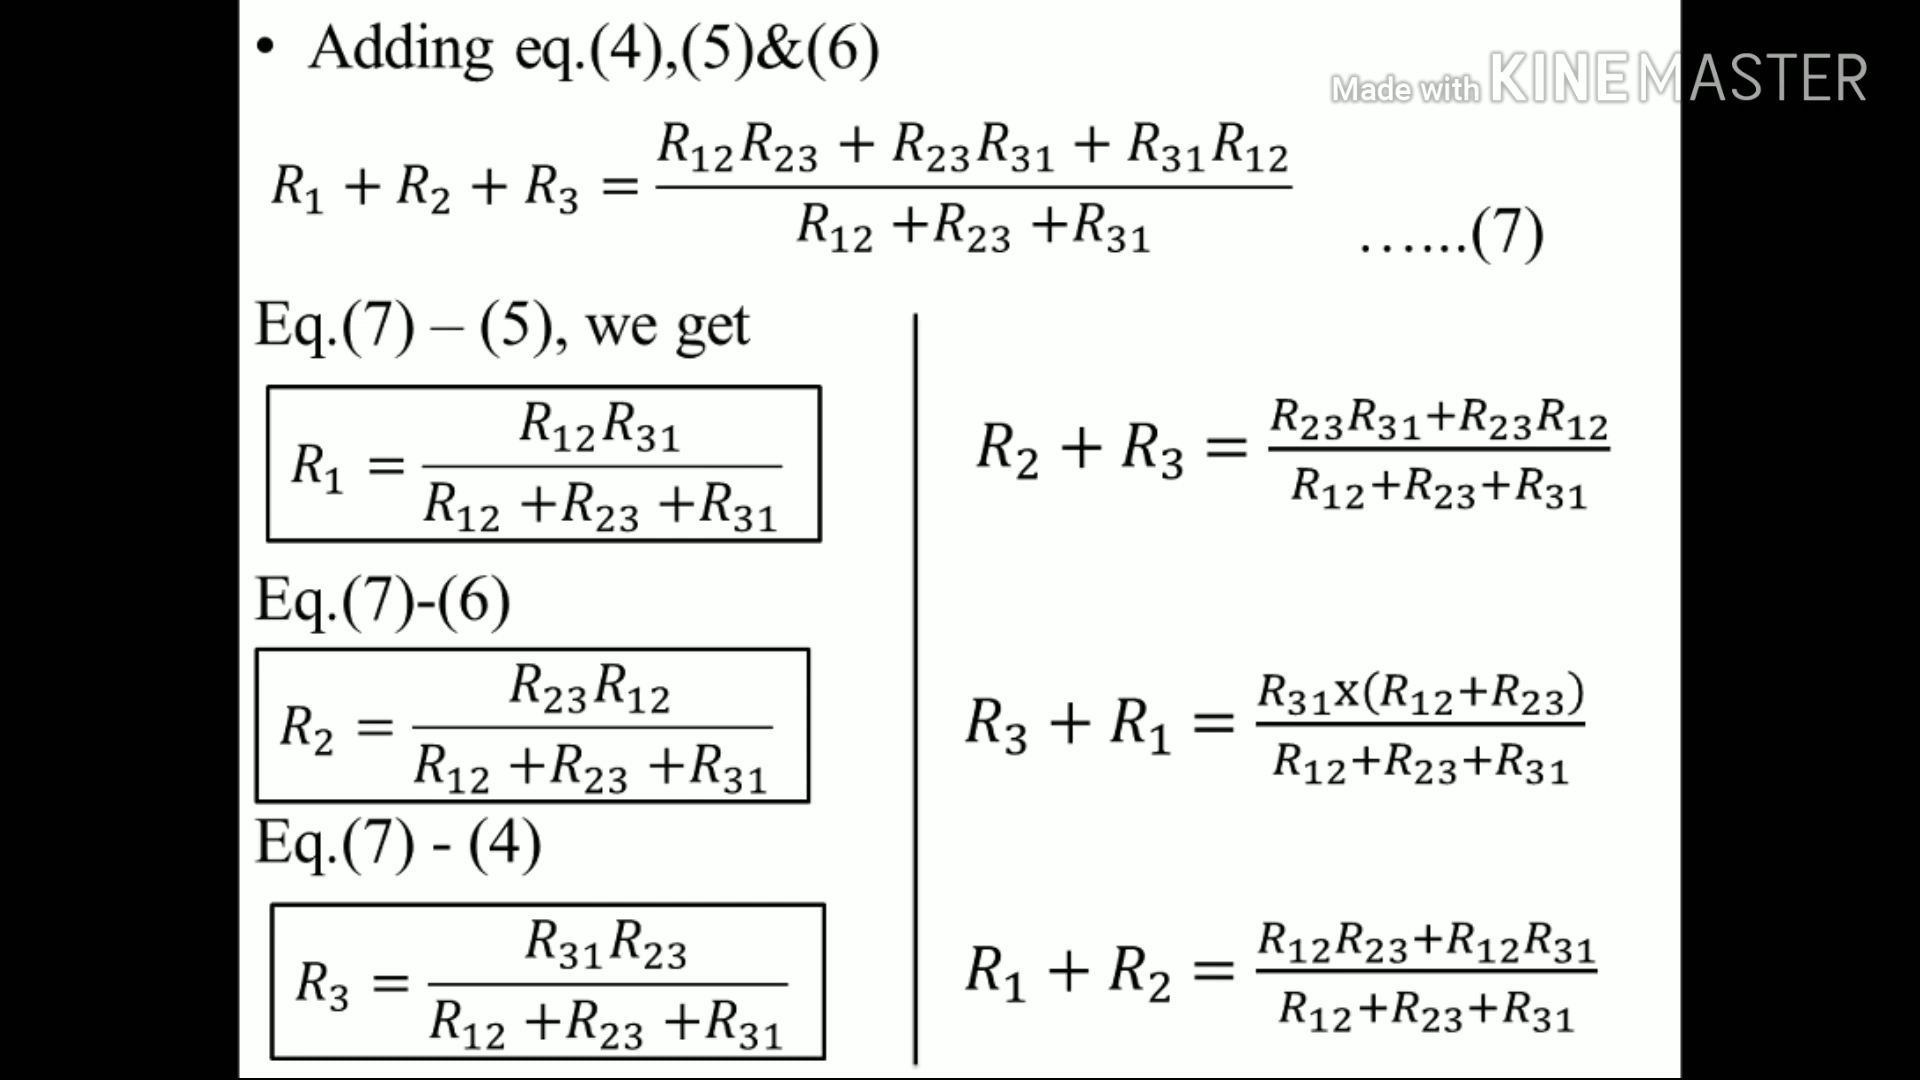 • Adding eq.(4),(5)&(6)
Made with KINEMASTER
R₁ + R₂ + R₃ = (R₁₂R₂₃ + R₂₃R₃₁ + R₃₁R₁₂) / (R₁₂ +R₂₃ +R₃₁) …...(7)
Eq.(7) – (5), we get
R₁ = R₁₂R₃₁ / (R₁₂ +R₂₃ +R₃₁)
Eq.(7)-(6)
R₂ = R₂₃R₁₂ / (R₁₂ +R₂₃ +R₃₁)
Eq.(7) - (4)
R₃ = R₃₁R₂₃ / (R₁₂ +R₂₃ +R₃₁)
R₂ + R₃ = (R₂₃R₃₁+R₂₃R₁₂) / (R₁₂+R₂₃+R₃₁)
R₃ + R₁ = R₃₁x(R₁₂+R₂₃) / (R₁₂+R₂₃+R₃₁)
R₁ + R₂ = (R₁₂R₂₃+R₁₂R₃₁) / (R₁₂+R₂₃+R₃₁)